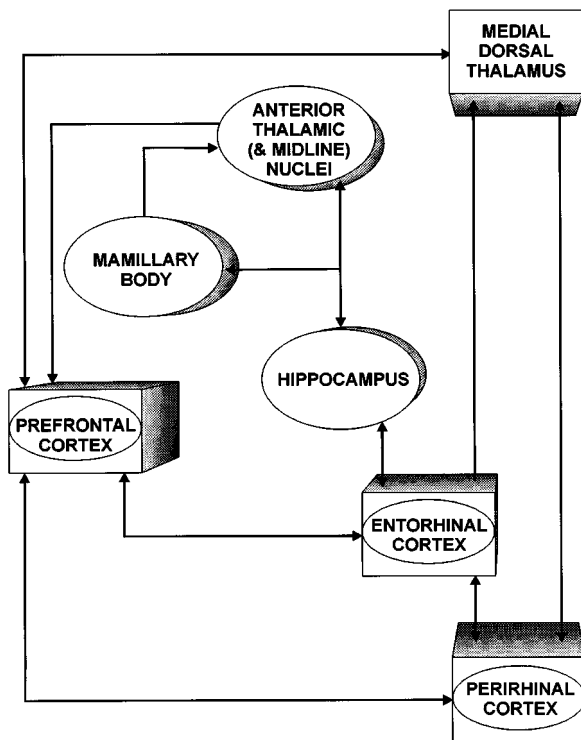 MEDIAL
DORSAL
THALAMUS
ANTERIOR
THALAMIC
(& MIDLINE)
NUCLEI
MAMILLARY
BODY
HIPPOCAMPUS
PREFRONTAL
CORTEX
ENTORHINAL
CORTEX
PERIRHINAL
CORTEX